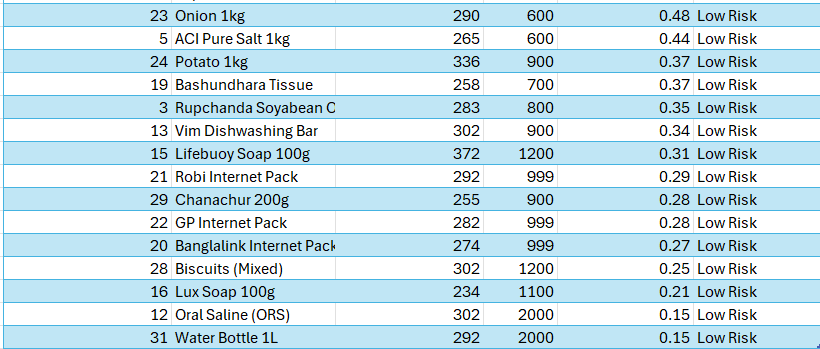 23 Onion 1kg 290 600 0.48 Low Risk
5 ACI Pure Salt 1kg 265 600 0.44 Low Risk
24 Potato 1kg 336 900 0.37 Low Risk
19 Bashundhara Tissue 258 700 0.37 Low Risk
3 Rupchanda Soyabean O 283 800 0.35 Low Risk
13 Vim Dishwashing Bar 302 900 0.34 Low Risk
15 Lifebuoy Soap 100g 372 1200 0.31 Low Risk
21 Robi Internet Pack 292 999 0.29 Low Risk
29 Chanachur 200g 255 900 0.28 Low Risk
22 GP Internet Pack 282 999 0.28 Low Risk
20 Banglalink Internet Pack 274 999 0.27 Low Risk
28 Biscuits (Mixed) 302 1200 0.25 Low Risk
16 Lux Soap 100g 234 1100 0.21 Low Risk
12 Oral Saline (ORS) 302 2000 0.15 Low Risk
31 Water Bottle 1L 292 2000 0.15 Low Risk